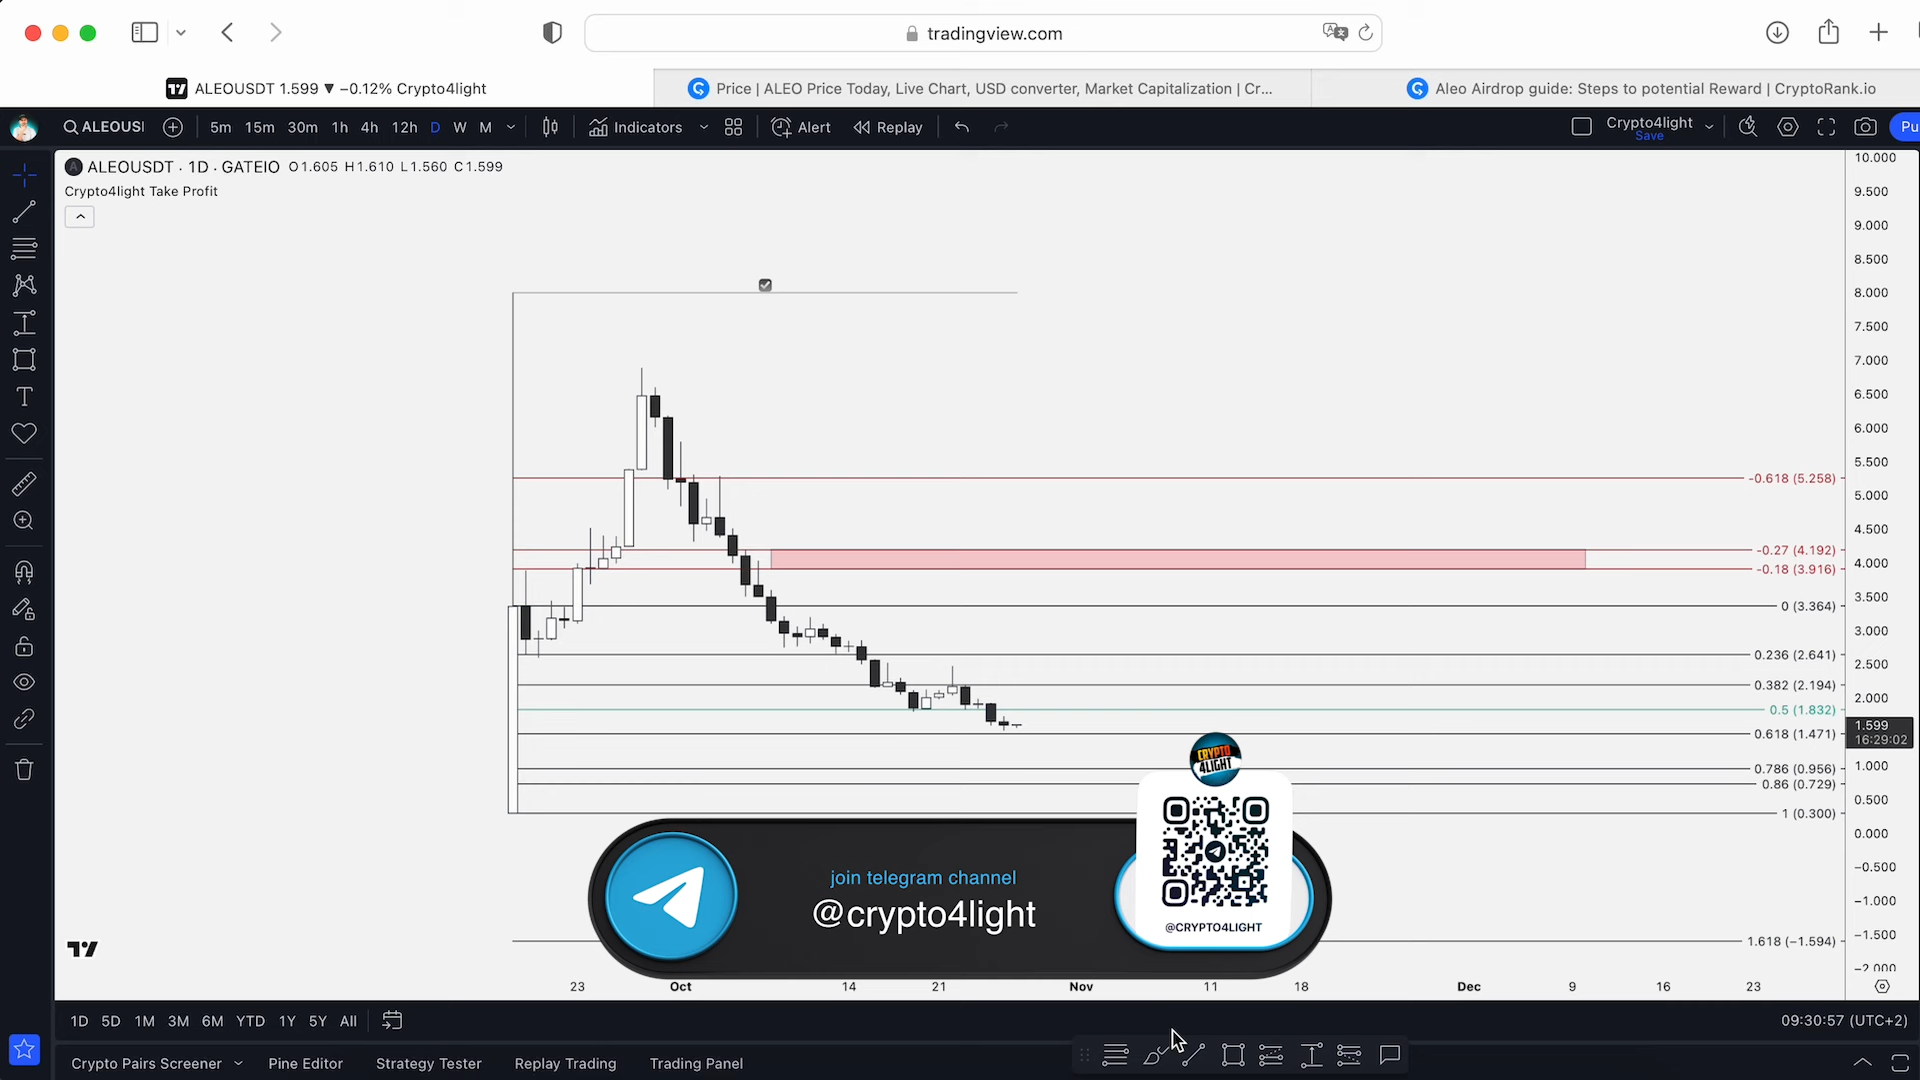 tradingview.com
ALEOUSDT 1.599 ▼ −0.12% Crypto4light
Price | ALEO Price Today, Live Chart, USD converter, Market Capitalization | Cr...
Aleo Airdrop guide: Steps to potential Reward | CryptoRank.io
ALEOUSI 5m 15m 30m 1h 4h 12h D W M Indicators Alert Replay
Crypto4light
Save
Pu
ALEOUSDT · 1D · GATEIO O1.605 H1.610 L1.560 C1.599
Crypto4light Take Profit
10.000
9.500
9.000
8.500
8.000
7.500
7.000
6.500
6.000
5.500
-0.618 (5.258)
5.000
4.500
-0.27 (4.192)
4.000
-0.18 (3.916)
3.500
0 (3.364)
3.000
0.236 (2.641)
2.500
0.382 (2.194)
2.000
0.5 (1.832)
1.599
0.618 (1.471)
16:29:02
1.000
0.786 (0.956)
0.86 (0.729)
0.500
1 (0.300)
0.000
−0.500
−1.000
−1.500
1.618 (−1.594)
−2.000
CRYPTO
4LIGHT
join telegram channel
@crypto4light
@CRYPTO4LIGHT
23 Oct 14 21 Nov 11 18 Dec 9 16 23
1D 5D 1M 3M 6M YTD 1Y 5Y All
09:30:57 (UTC+2)
Crypto Pairs Screener Pine Editor Strategy Tester Replay Trading Trading Panel